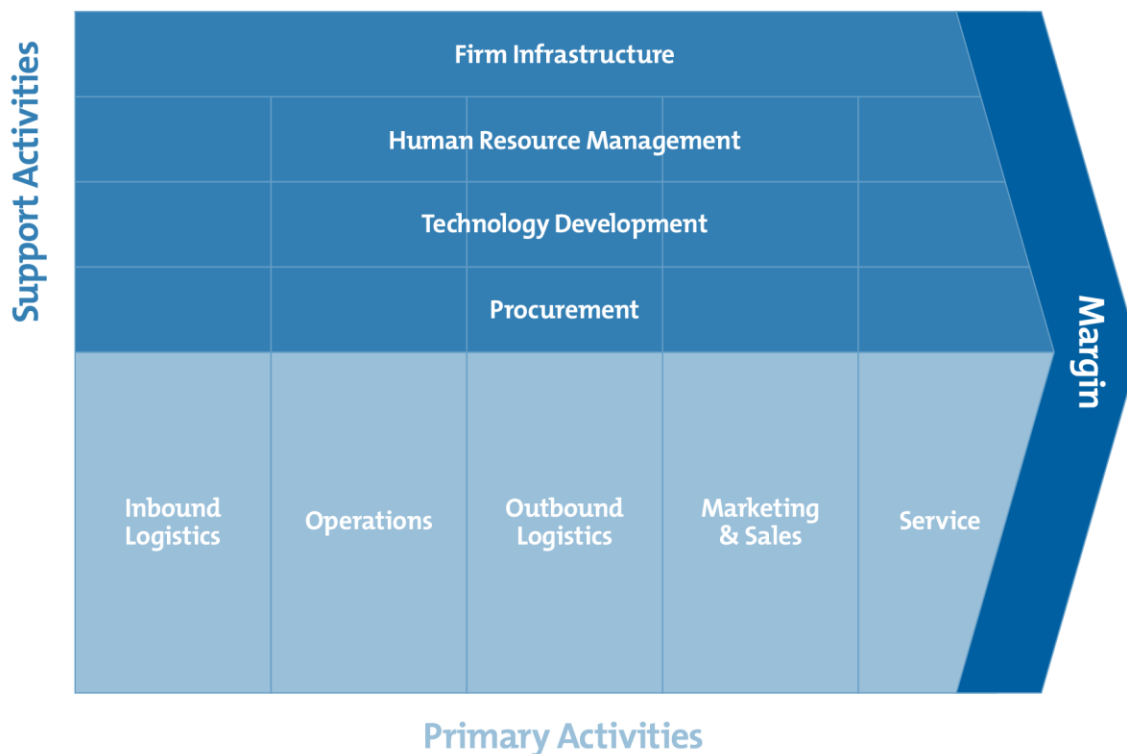 Support Activities
Firm Infrastructure
Human Resource Management
Technology Development
Procurement
Margin
Inbound
Logistics
Operations
Outbound
Logistics
Marketing
& Sales
Service
Primary Activities